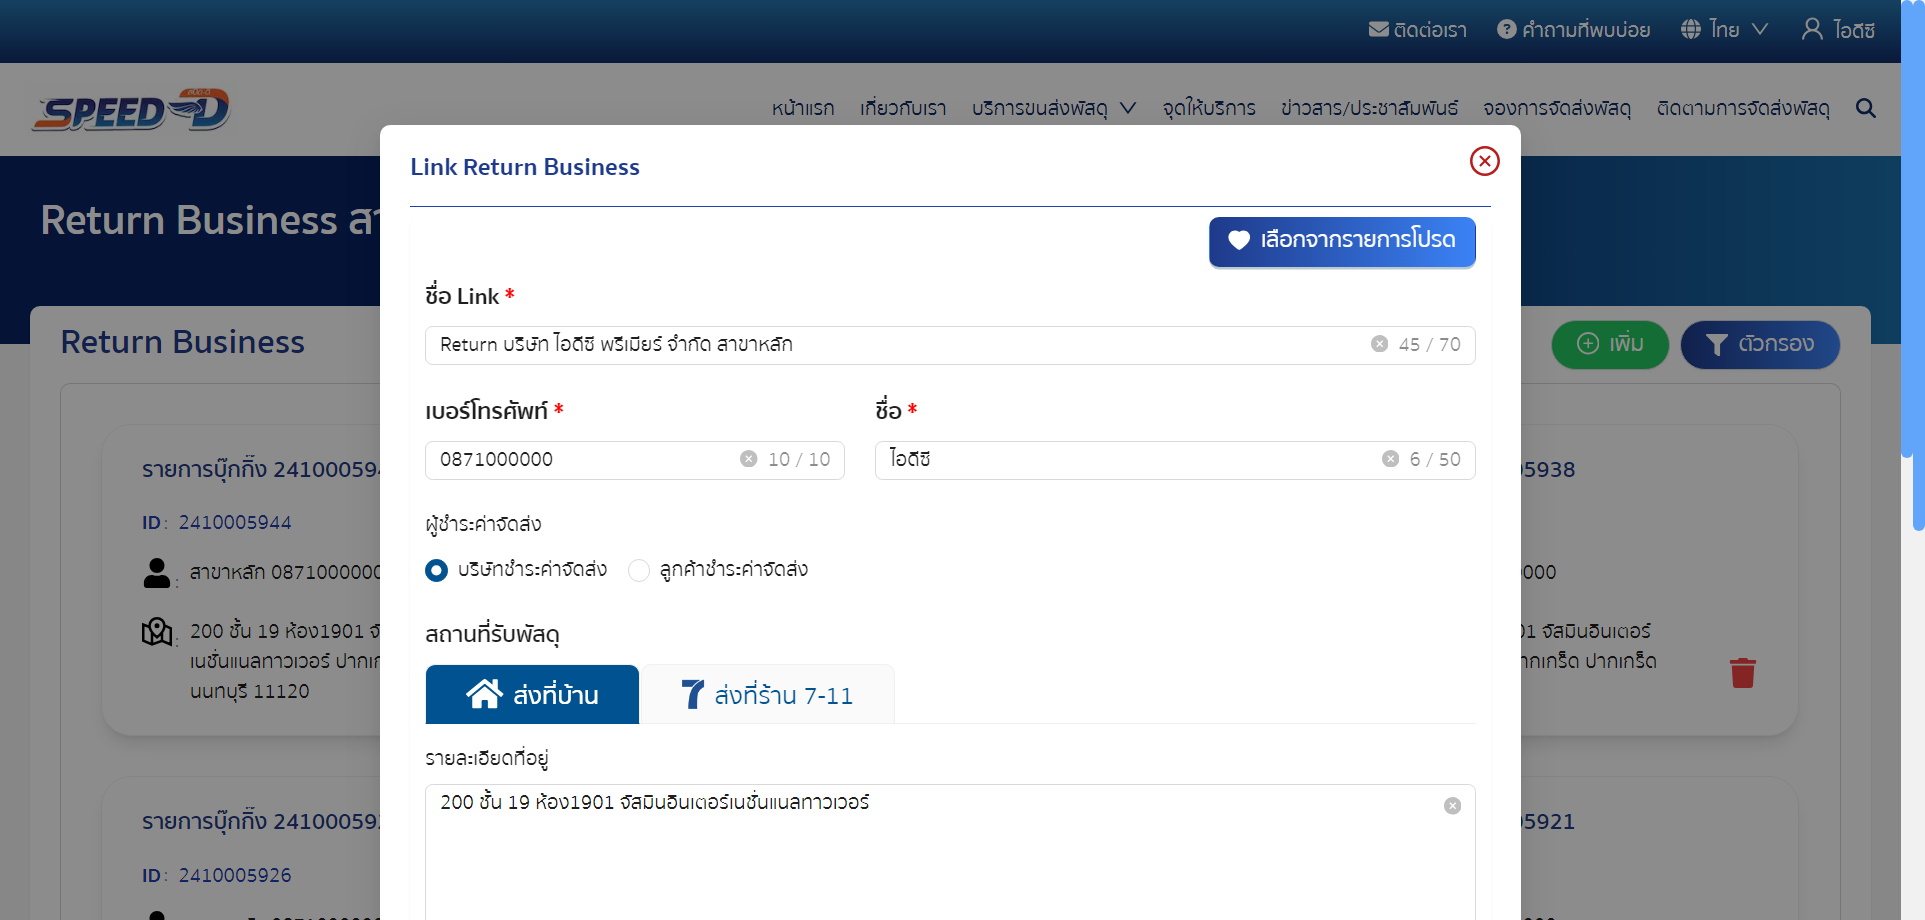 ติดต่อเรา คำถามที่พบบ่อย ไทย ไอดีซี
SPEED-D
หน้าแรก เกี่ยวกับเรา บริการขนส่งพัสดุ จุดให้บริการ ข่าวสาร/ประชาสัมพันธ์ จองการจัดส่งพัสดุ ติดตามการจัดส่งพัสดุ
Return Business
Link Return Business
เลือกจากรายการโปรด
ชื่อ Link *
Return บริษัท ไอดีซี พรีเมียร์ จำกัด สาขาหลัก 45 / 70
เบอร์โทรศัพท์ * ชื่อ *
0871000000 10 / 10 ไอดีซี 6 / 50
ผู้ชำระค่าจัดส่ง
บริษัทชำระค่าจัดส่ง ลูกค้าชำระค่าจัดส่ง
สถานที่รับพัสดุ
ส่งที่บ้าน 7 ส่งที่ร้าน 7-11
รายละเอียดที่อยู่
200 ชั้น 19 ห้อง1901 จัสมินอินเตอร์เนชั่นแนลทาวเวอร์
Return Business เพิ่ม ตัวกรอง
รายการบุ๊กกิ้ง 24100059 5938
ID : 2410005944
: สาขาหลัก 0871000000 0000
: 200 ชั้น 19 ห้อง1901 จั 01 จัสมินอินเตอร์
เนชั่นแนลทาวเวอร์ ปากเก ากเกร็ด ปากเกร็ด
นนทบุรี 11120
รายการบุ๊กกิ้ง 24100059 5921
ID : 2410005926